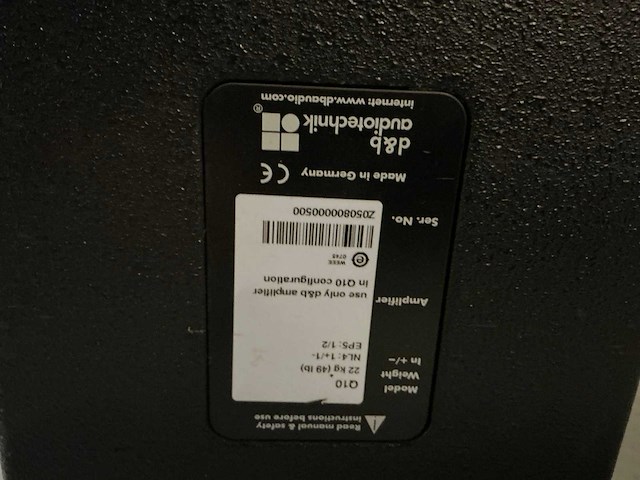 Read manual & safety
instructions before use
Model Q10
Weight 22 kg (49 lb)
In +/- NL4: 1+/1-
EPS: 1/2
Amplifier use only d&b amplifier
in Q10 configuration
WEEE
Ser. No. Z050800000500
Made in Germany CE
d&b
audiotechnik ®
internet: www.dbaudio.com